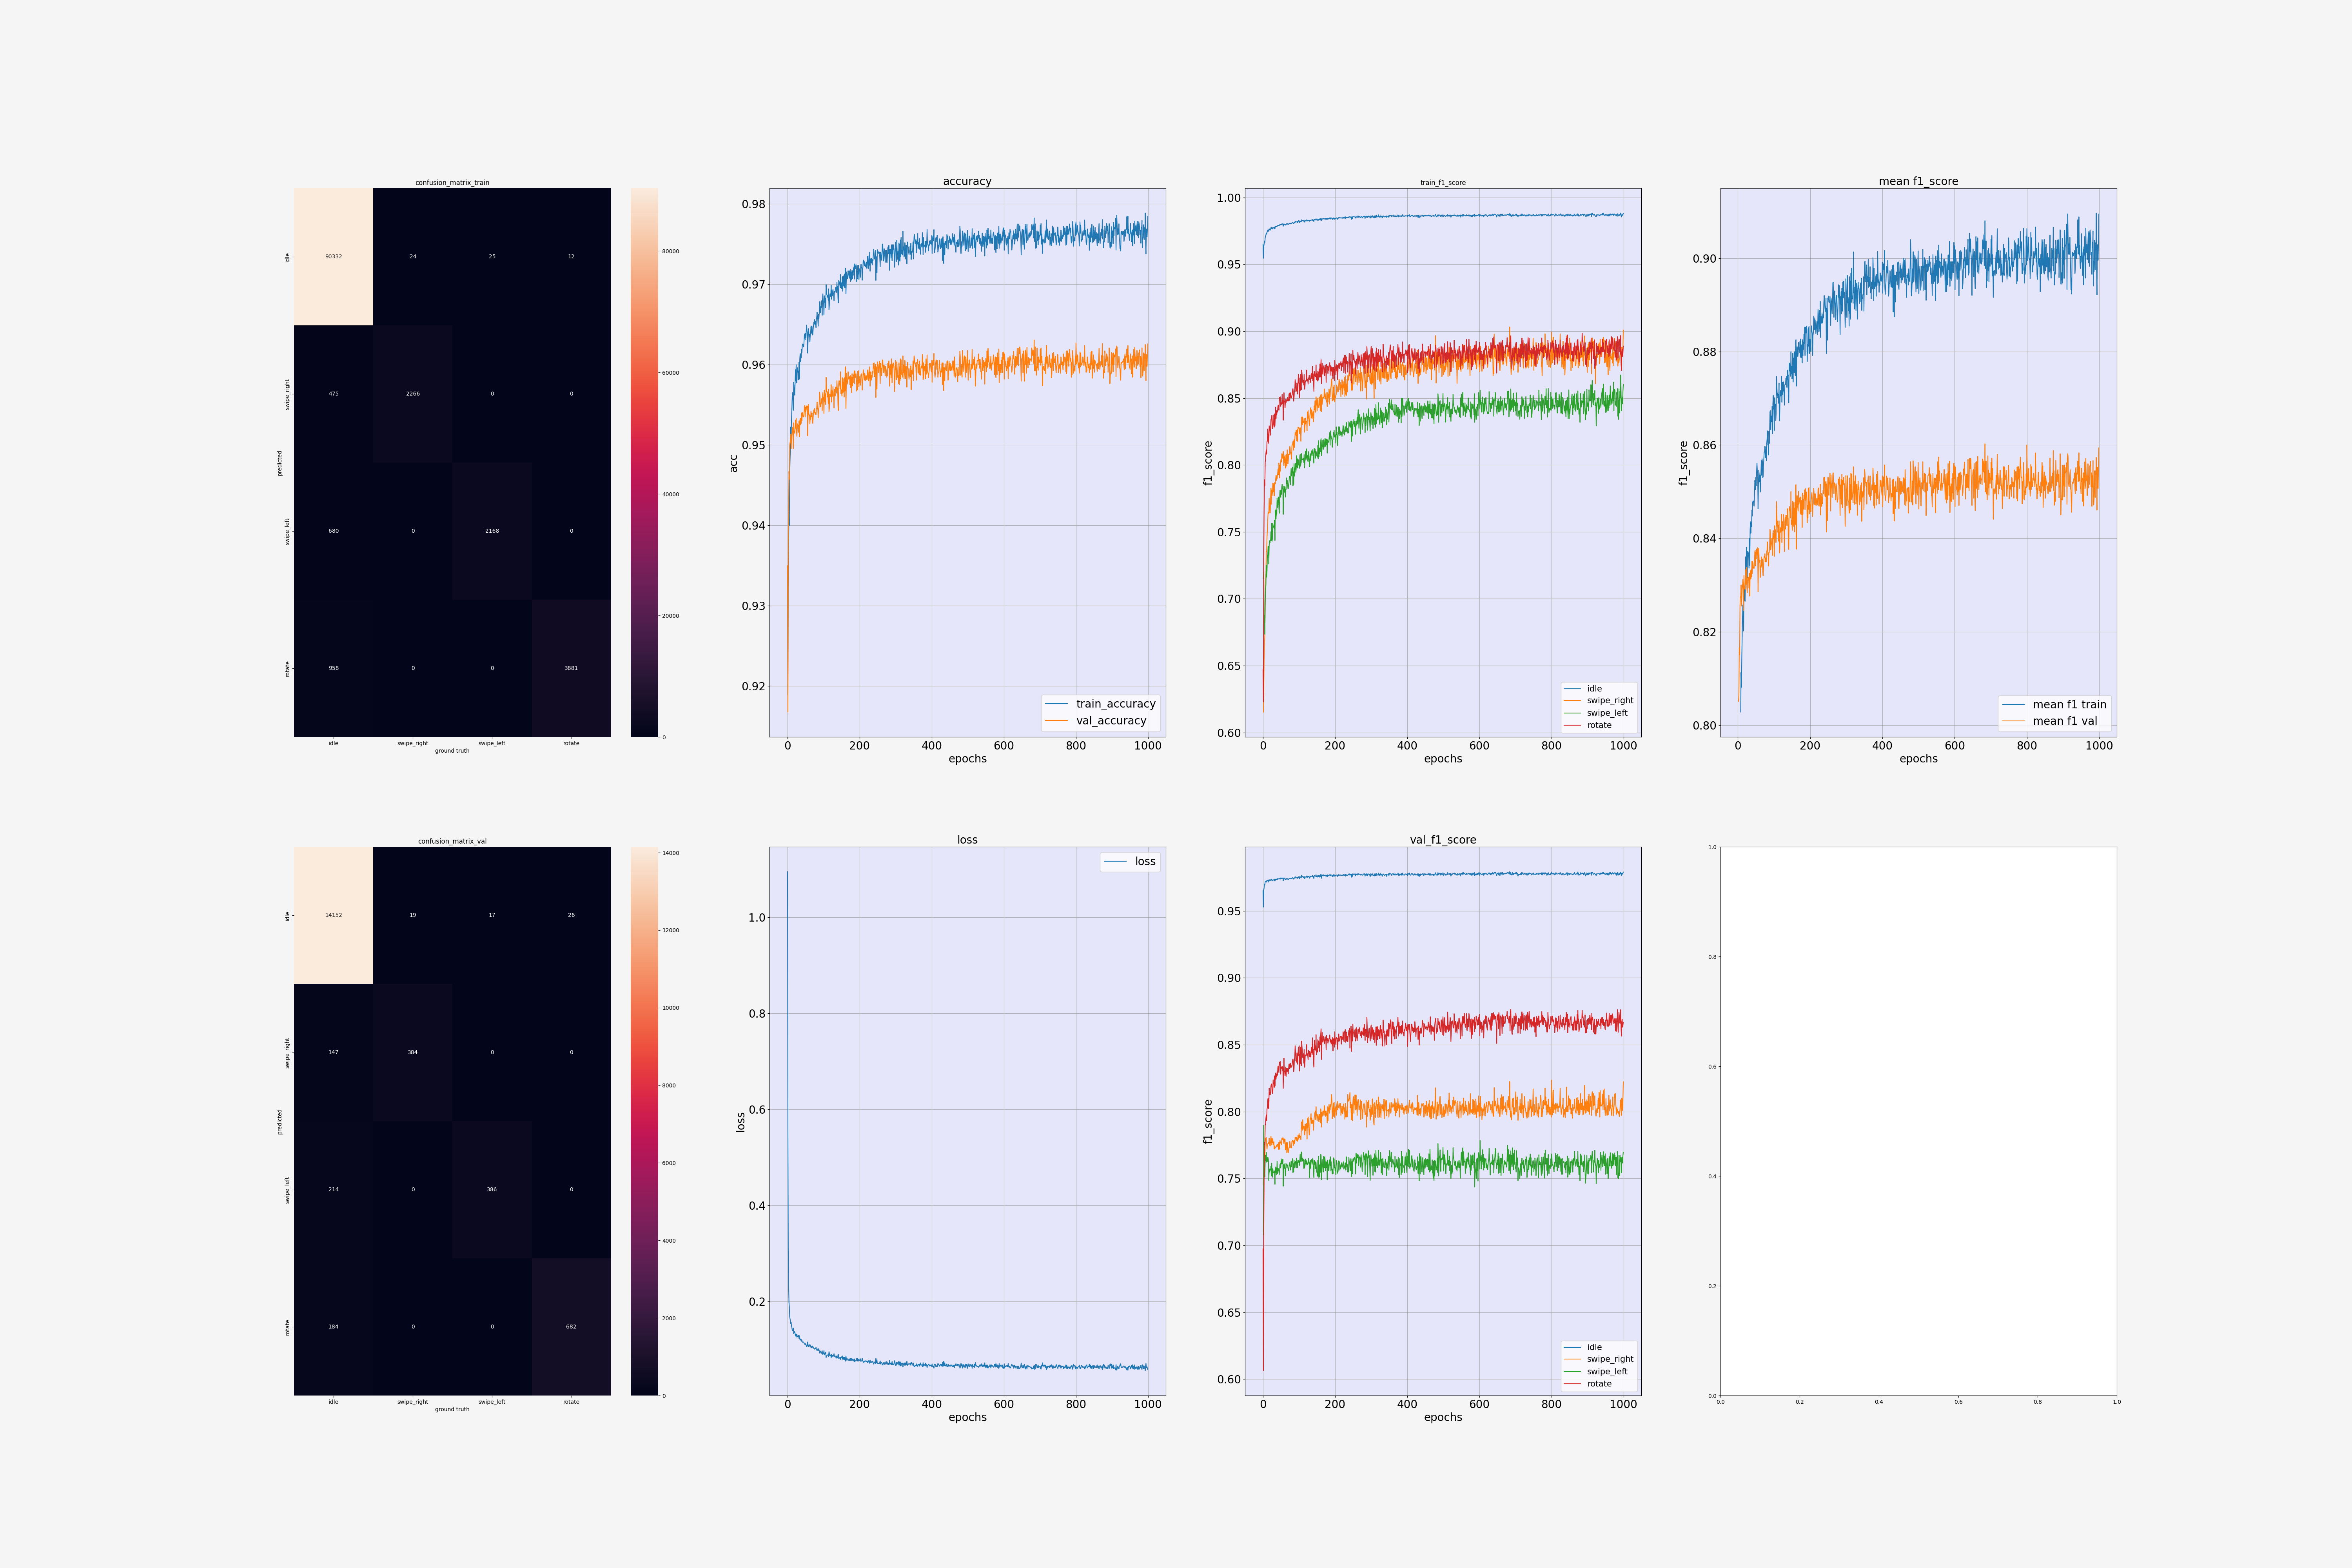 confusion_matrix_train
idle
swipe_right
predicted
swipe_left
rotate
90332 24 25 12
475 2266 0 0
680 0 2168 0
958 0 0 3881
idle swipe_right swipe_left rotate
ground truth
80000
60000
40000
20000
0
accuracy
acc
0.98
0.97
0.96
0.95
0.94
0.93
0.92
train_accuracy
val_accuracy
0 200 400 600 800 1000
epochs
train_f1_score
f1_score
1.00
0.95
0.90
0.85
0.80
0.75
0.70
0.65
0.60
idle
swipe_right
swipe_left
rotate
0 200 400 600 800 1000
epochs
mean f1_score
f1_score
0.90
0.88
0.86
0.84
0.82
0.80
mean f1 train
mean f1 val
0 200 400 600 800 1000
epochs
confusion_matrix_val
idle
swipe_right
predicted
swipe_left
rotate
14152 19 17 26
147 384 0 0
214 0 386 0
184 0 0 682
idle swipe_right swipe_left rotate
ground truth
14000
12000
10000
8000
6000
4000
2000
0
loss
loss
loss
1.0
0.8
0.6
0.4
0.2
0 200 400 600 800 1000
epochs
val_f1_score
f1_score
0.95
0.90
0.85
0.80
0.75
0.70
0.65
0.60
idle
swipe_right
swipe_left
rotate
0 200 400 600 800 1000
epochs
1.0
0.8
0.6
0.4
0.2
0.0
0.0 0.2 0.4 0.6 0.8 1.0